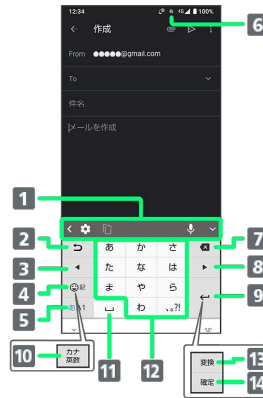 12:34 4G 100%
作成
From ●●●●●@gmail.com
To
件名
メールを作成
6
1
2
3
4
5
7
8
9
あ か さ
た な は
ま や ら
記
あA1 わ 、。?!
10
カナ
英数
11
12
変換
確定
13
14